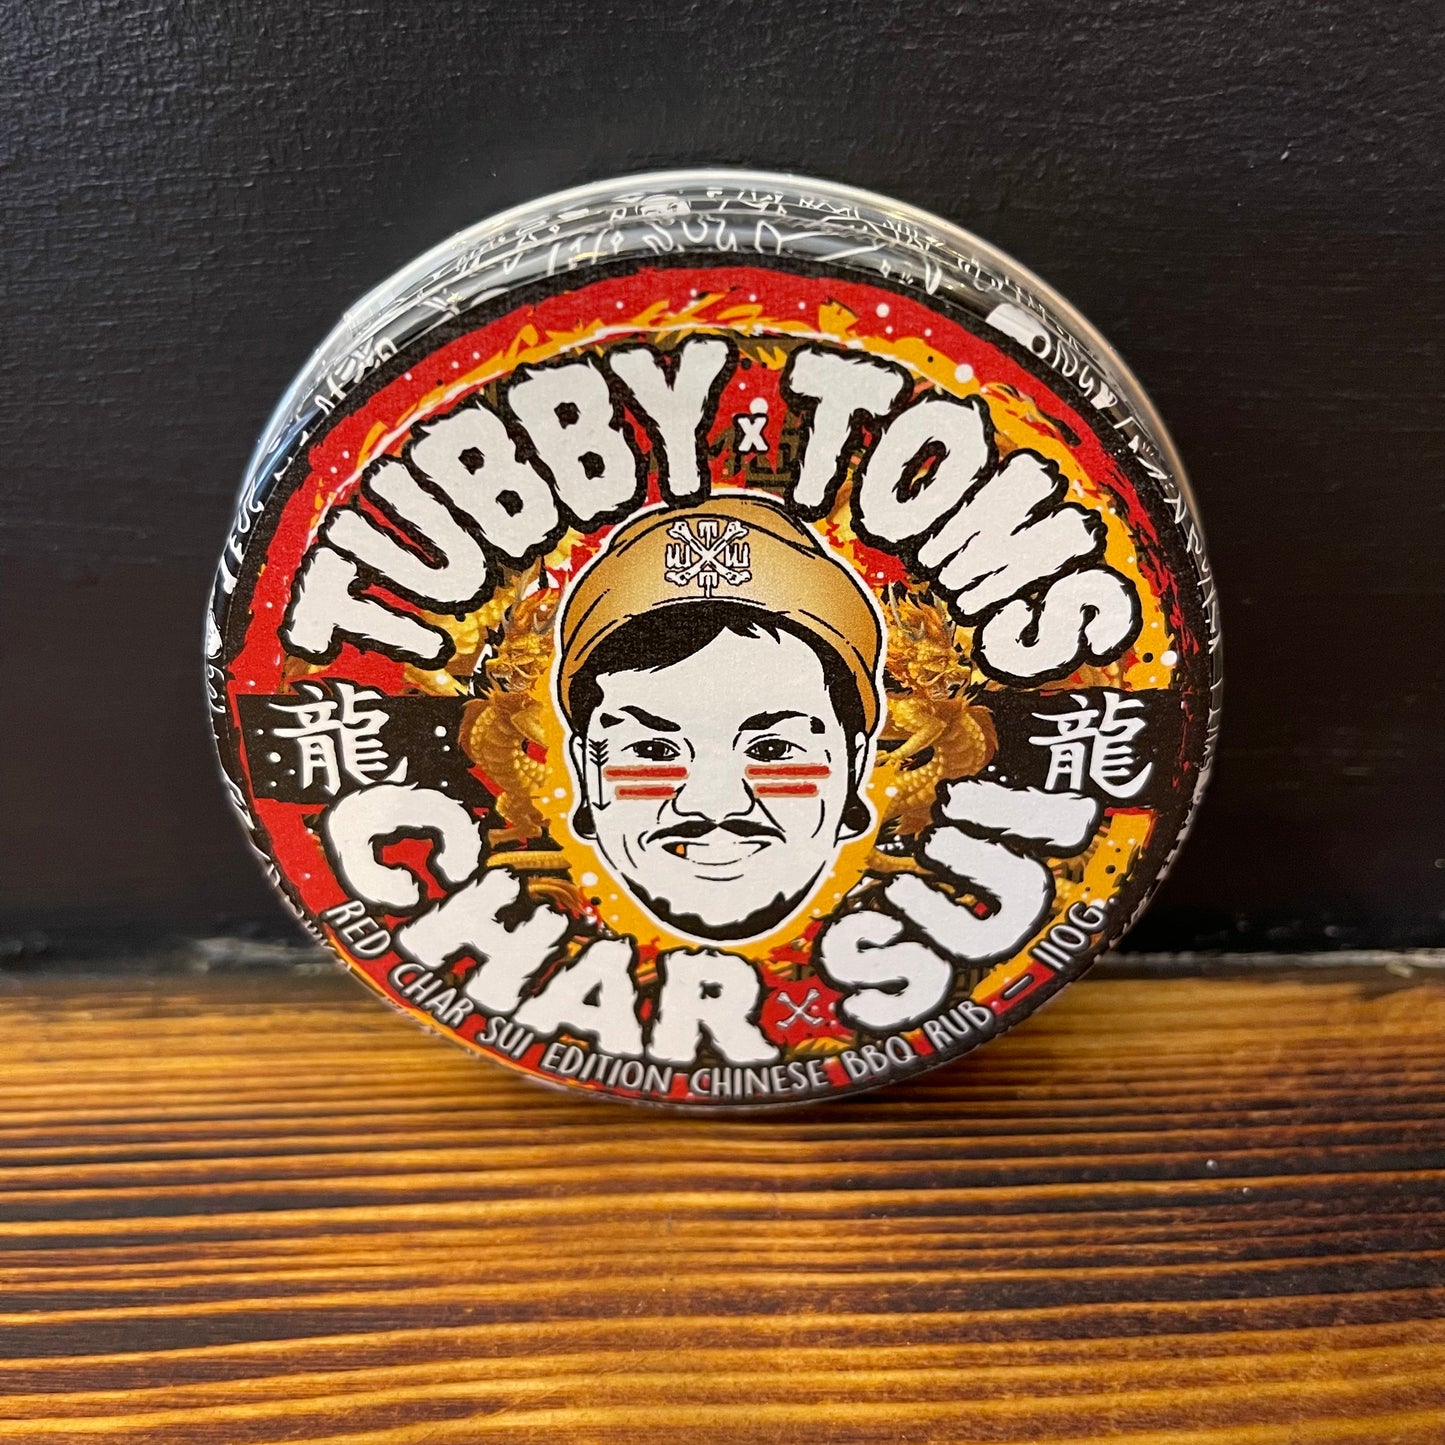 TUBBY x TOMS
T
W W
E
龍 龍
CHAR SUI
RED CHAR SUI EDITION CHINESE BBQ RUB - 110G